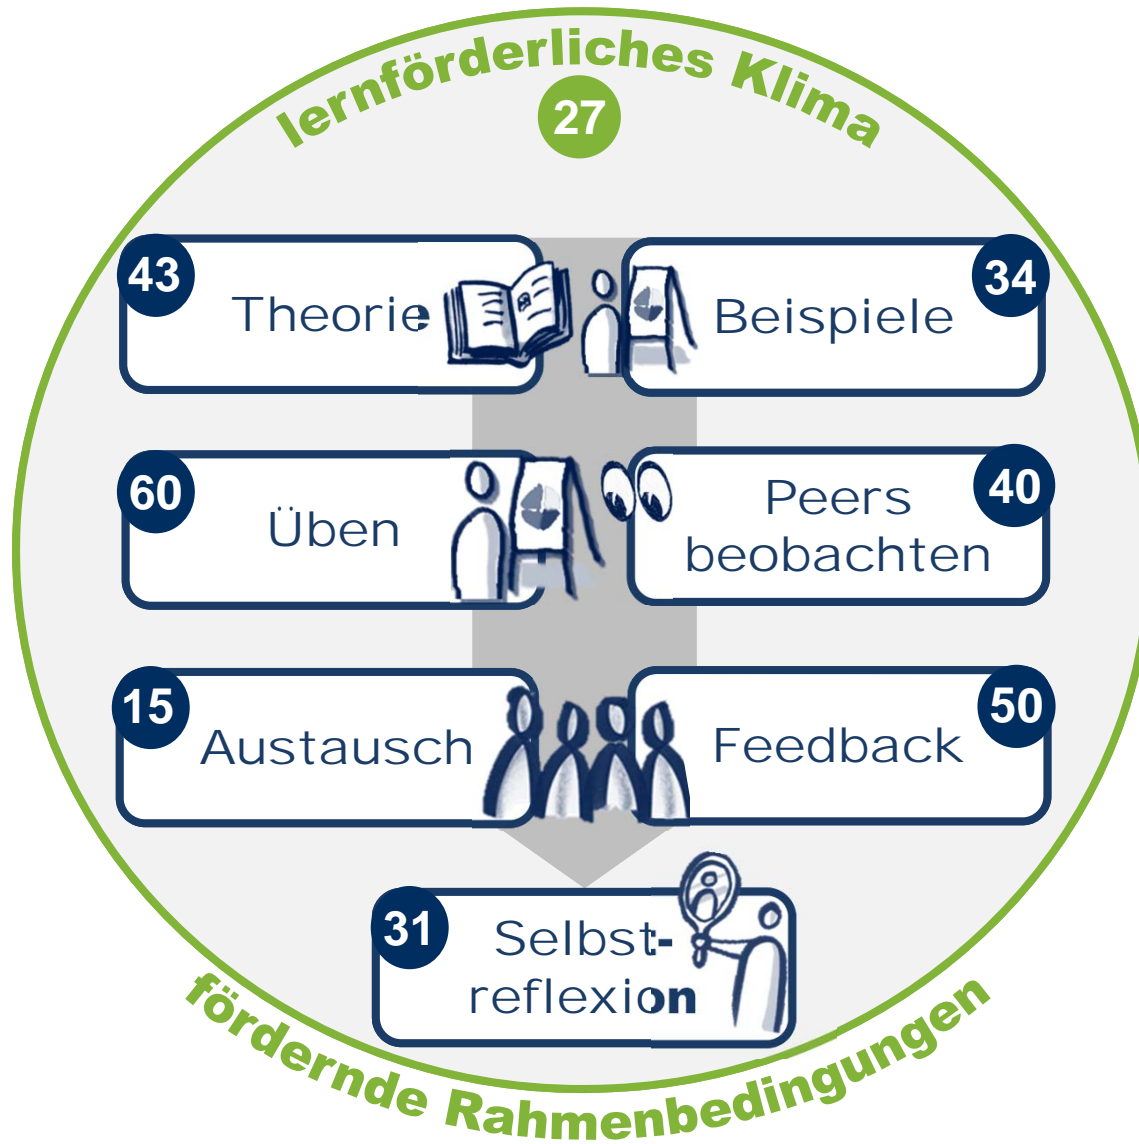 lernförderliches Klima
27
43
Theorie
34
Beispiele
60
Üben
40
Peers
beobachten
15
Austausch
50
Feedback
31
Selbst-
reflexion
fördernde Rahmenbedingungen